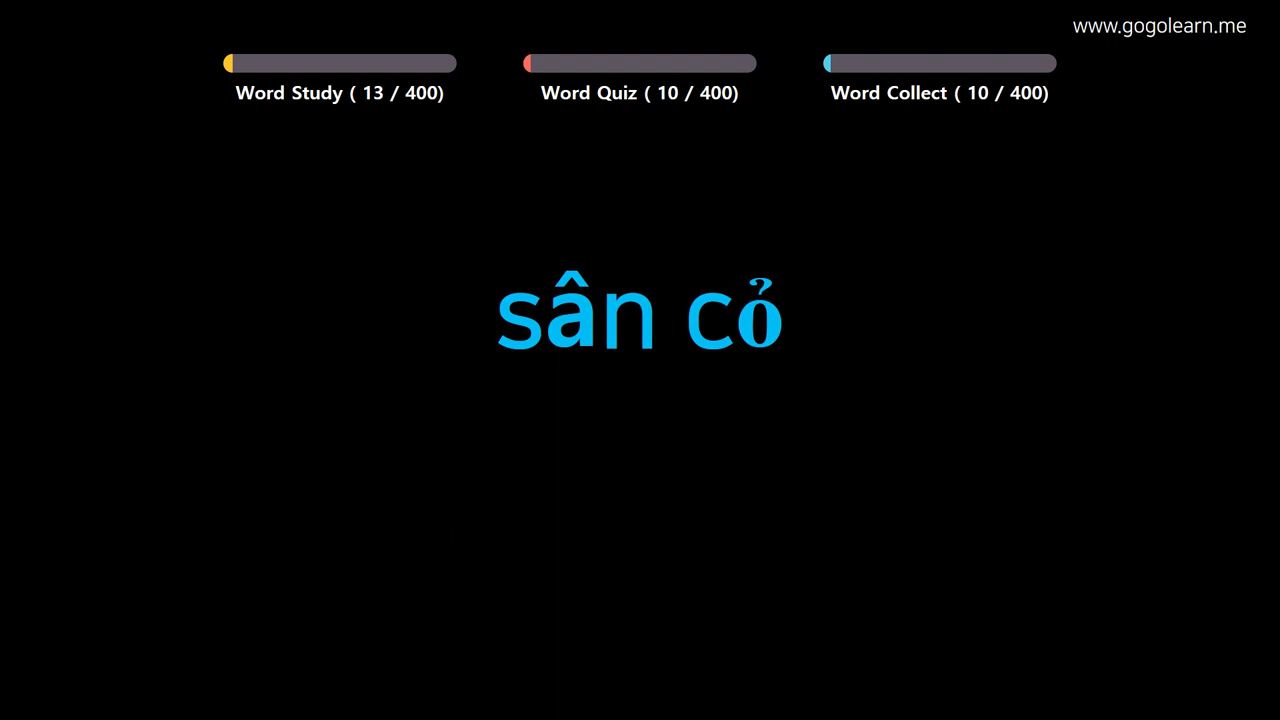 www.gogolearn.me
Word Study ( 13 / 400)
Word Quiz ( 10 / 400)
Word Collect ( 10 / 400)
sân cỏ